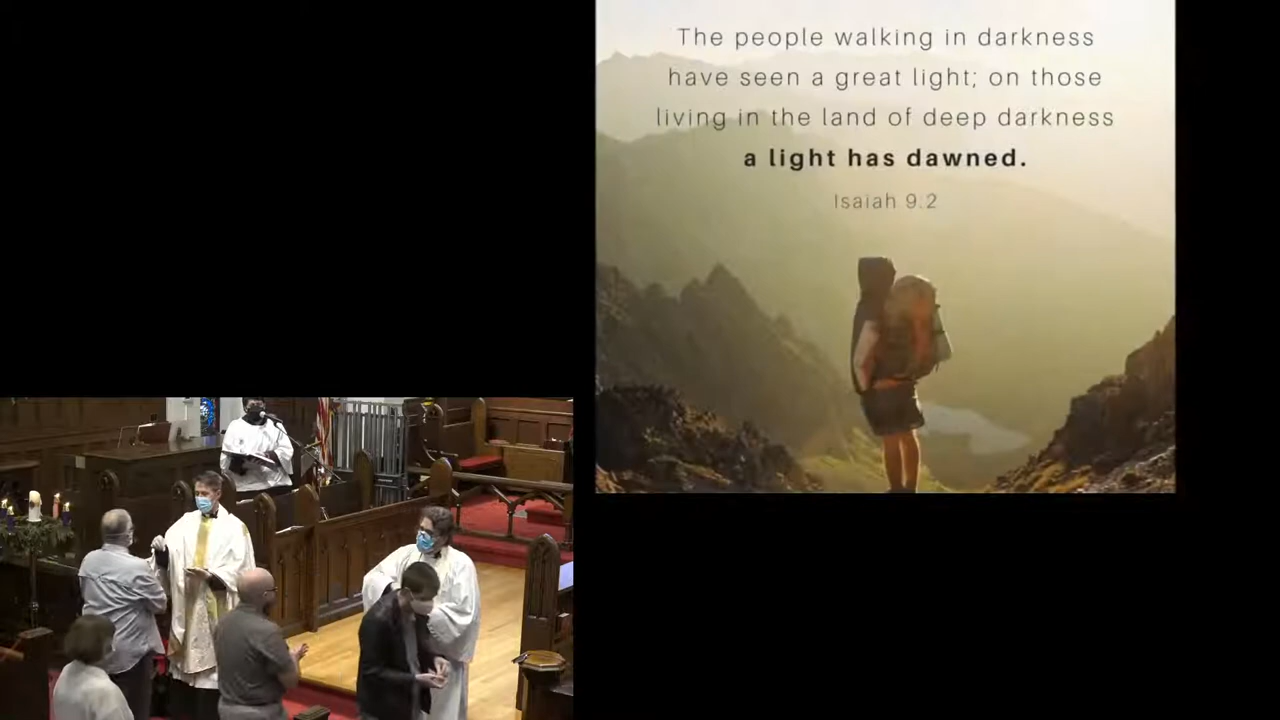 The people walking in darkness
have seen a great light; on those
living in the land of deep darkness
a light has dawned.
Isaiah 9.2